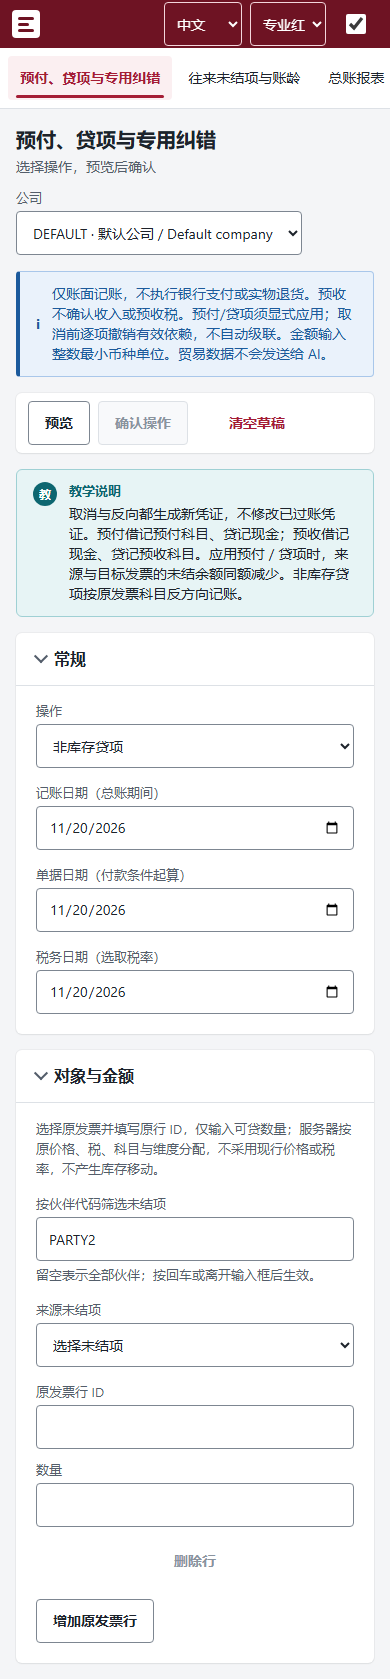 中文
专业红
预付、贷项与专用纠错
往来未结项与账龄
总账报表
预付、贷项与专用纠错
选择操作，预览后确认
公司
DEFAULT · 默认公司 / Default company
i
仅账面记账，不执行银行支付或实物退货。预收
不确认收入或预收税。预付/贷项须显式应用；取
消前逐项撤销有效依赖，不自动级联。金额输入
整数最小币种单位。贸易数据不会发送给 AI。
预览
确认操作
清空草稿
教
教学说明
取消与反向都生成新凭证，不修改已过账凭
证。预付借记预付科目、贷记现金；预收借记
现金、贷记预收科目。应用预付 / 贷项时，来
源与目标发票的未结余额同额减少。非库存贷
项按原发票科目反方向记账。
常规
操作
非库存贷项
记账日期（总账期间）
11/20/2026
单据日期（付款条件起算）
11/20/2026
税务日期（选取税率）
11/20/2026
对象与金额
选择原发票并填写原行 ID，仅输入可贷数量；服务器按
原价格、税、科目与维度分配，不采用现行价格或税
率，不产生库存移动。
按伙伴代码筛选未结项
PARTY2
留空表示全部伙伴；按回车或离开输入框后生效。
来源未结项
选择未结项
原发票行 ID
数量
删除行
增加原发票行